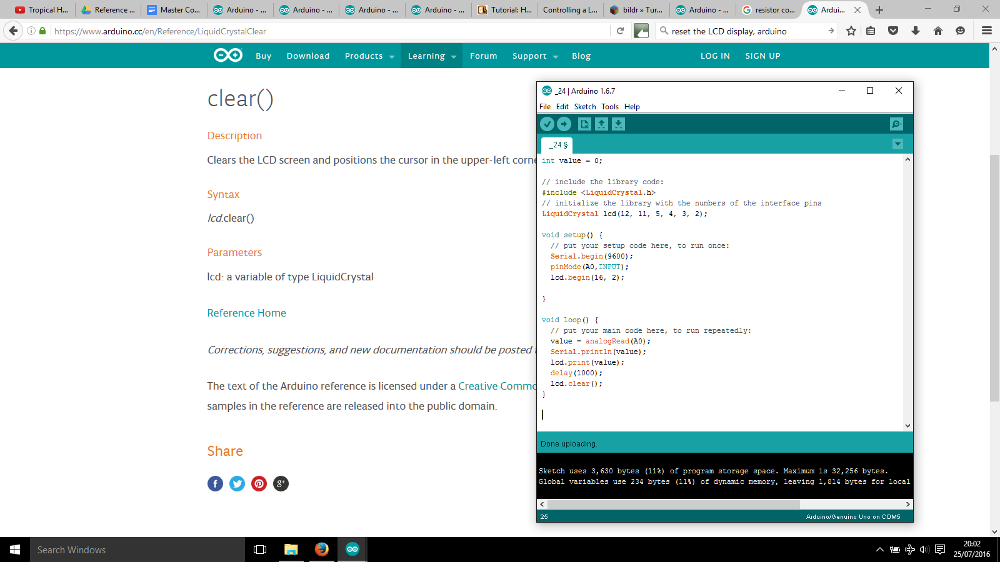 Tropical H...
Reference ...
Master Co...
Arduino - ...
Arduino - ...
Arduino - ...
Arduino - ...
Tutorial: H...
Controlling a L...
bildr » Tur...
Arduino - ...
resistor co...
Ardui...
https://www.arduino.cc/en/Reference/LiquidCrystalClear
reset the LCD display, arduino
Buy Download Products Learning Forum Support Blog LOG IN SIGN UP
clear()
Description
Clears the LCD screen and positions the cursor in the upper-left corne
Syntax
lcd.clear()
Parameters
lcd: a variable of type LiquidCrystal
Reference Home
Corrections, suggestions, and new documentation should be posted t
The text of the Arduino reference is licensed under a Creative Commo
samples in the reference are released into the public domain.
Share
f
g+
_24 | Arduino 1.6.7
File Edit Sketch Tools Help
_24 §
int value = 0;
// include the library code:
#include <LiquidCrystal.h>
// initialize the library with the numbers of the interface pins
LiquidCrystal lcd(12, 11, 5, 4, 3, 2);
void setup() {
// put your setup code here, to run once:
Serial.begin(9600);
pinMode(A0,INPUT);
lcd.begin(16, 2);
}
void loop() {
// put your main code here, to run repeatedly:
value = analogRead(A0);
Serial.println(value);
lcd.print(value);
delay(1000);
lcd.clear();
}
Done uploading.
Sketch uses 3,630 bytes (11%) of program storage space. Maximum is 32,256 bytes.
Global variables use 234 bytes (11%) of dynamic memory, leaving 1,814 bytes for local
25
Arduino/Genuino Uno on COM5
Search Windows
20:02
25/07/2016